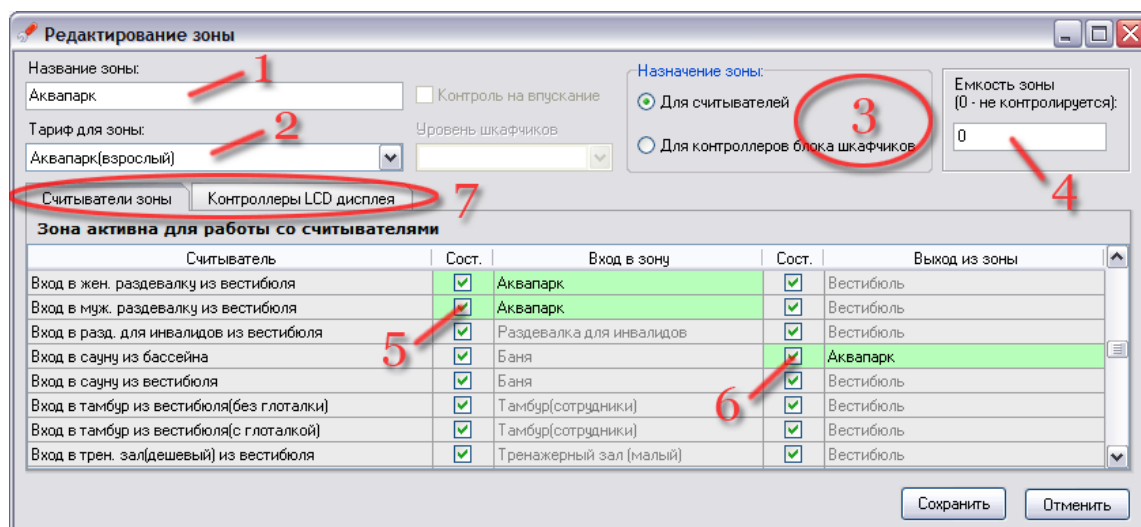 Редактирование зоны
Название зоны:
1
Аквапарк
Контроль на впускание
Тариф для зоны:
2
Аквапарк(взрослый)
Уровень шкафчиков
Назначение зоны:
Для считывателей
3
Для контроллеров блока шкафчиков
Емкость зоны
(0 - не контролируется):
0
4
Считыватели зоны Контроллеры LCD дисплея 7
Зона активна для работы со считывателями
Считыватель Сост. Вход в зону Сост. Выход из зоны
Вход в жен. раздевалку из вестибюля Аквапарк Вестибюль
Вход в муж. раздевалку из вестибюля Аквапарк Вестибюль
Вход в разд. для инвалидов из вестибюля Раздевалка для инвалидов Вестибюль
5
Вход в сауну из бассейна Баня Аквапарк
Вход в сауну из вестибюля Баня Вестибюль
6
Вход в тамбур из вестибюля(без глоталки) Тамбур(сотрудники) Вестибюль
Вход в тамбур из вестибюля(с глоталкой) Тамбур(сотрудники) Вестибюль
Вход в трен. зал(дешевый) из вестибюля Тренажерный зал (малый) Вестибюль
Сохранить Отменить